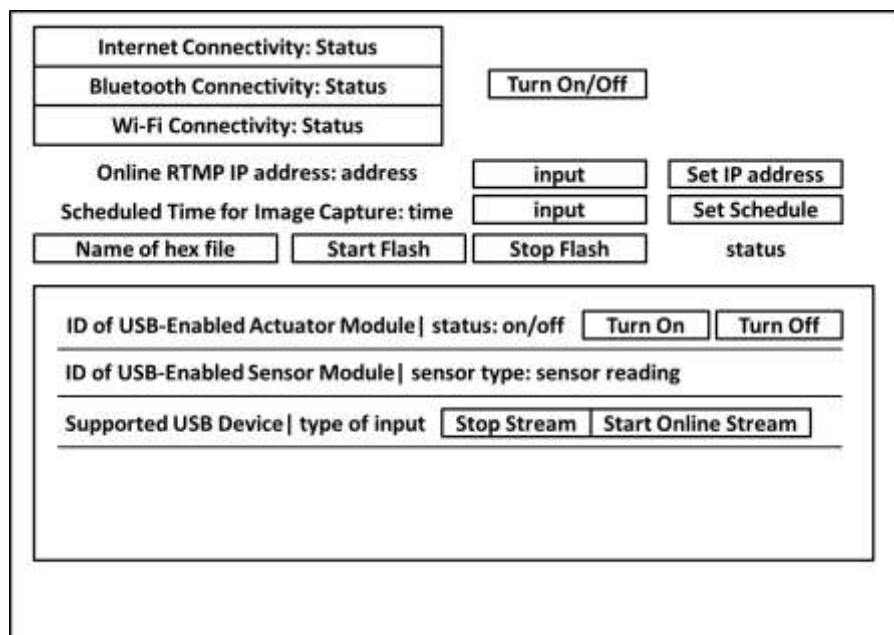 Internet Connectivity: Status
Bluetooth Connectivity: Status Turn On/Off
Wi-Fi Connectivity: Status
Online RTMP IP address: address input Set IP address
Scheduled Time for Image Capture: time input Set Schedule
Name of hex file Start Flash Stop Flash status
ID of USB-Enabled Actuator Module| status: on/off Turn On Turn Off
ID of USB-Enabled Sensor Module| sensor type: sensor reading
Supported USB Device| type of input Stop Stream Start Online Stream